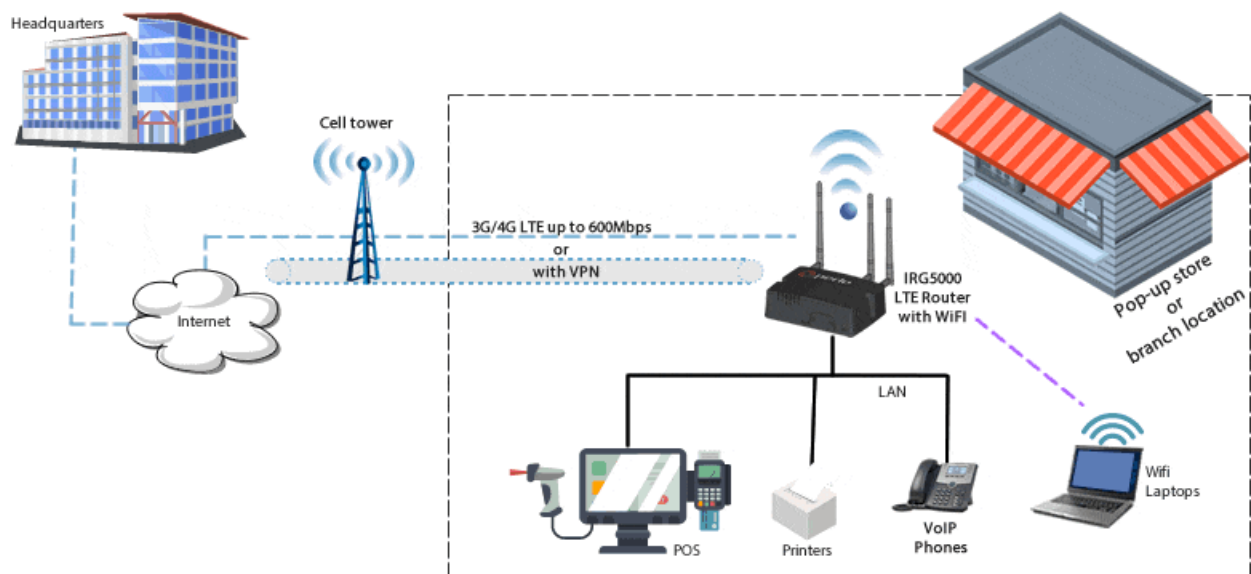 Headquarters
Cell tower
3G/4G LTE up to 600Mbps
or
with VPN
Internet
IRG5000
LTE Router
with WiFI
Pop-up store
or
branch location
LAN
POS
Printers
VoIP
Phones
Wifi
Laptops